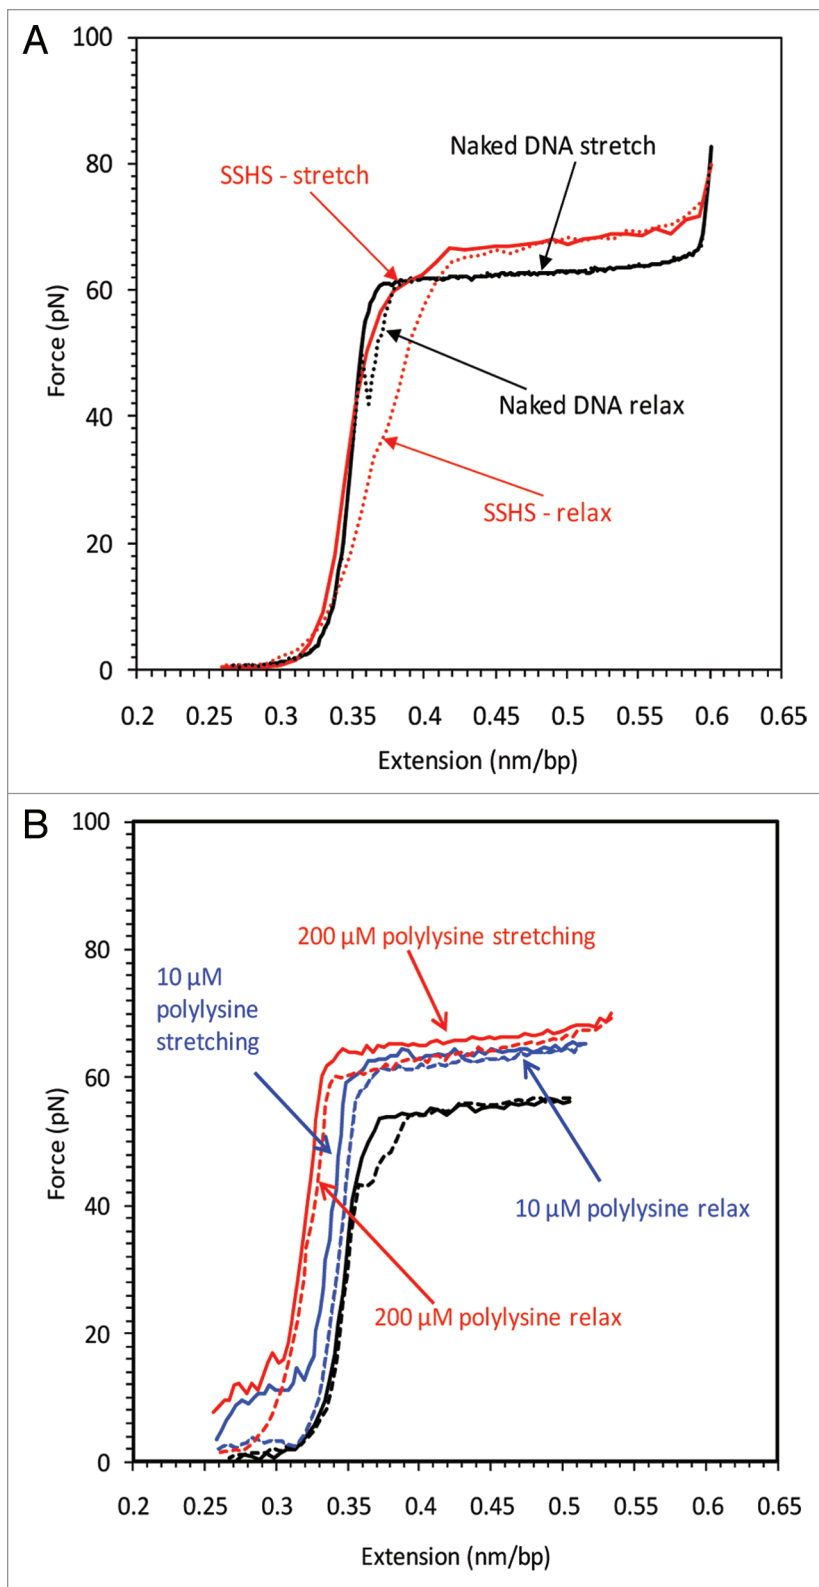 A
100
80
60
40
20
0
Force (pN)
Naked DNA stretch
SSHS - stretch
Naked DNA relax
SSHS - relax
0.2 0.25 0.3 0.35 0.4 0.45 0.5 0.55 0.6 0.65
Extension (nm/bp)
B
100
80
60
40
20
0
Force (pN)
200 µM polylysine stretching
10 µM
polylysine
stretching
10 µM polylysine relax
200 µM polylysine relax
0.2 0.25 0.3 0.35 0.4 0.45 0.5 0.55 0.6 0.65
Extension (nm/bp)